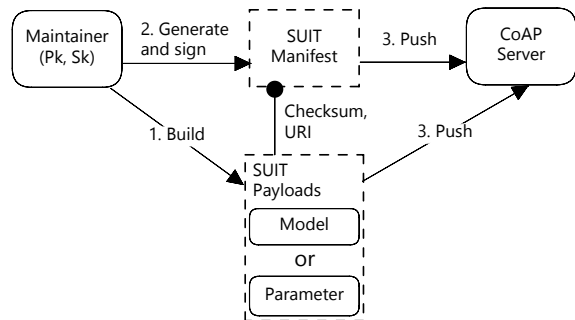 Maintainer
(Pk, Sk)
2. Generate
and sign
SUIT
Manifest
3. Push
CoAP
Server
1. Build
Checksum,
URI
3. Push
SUIT
Payloads
Model
or
Parameter